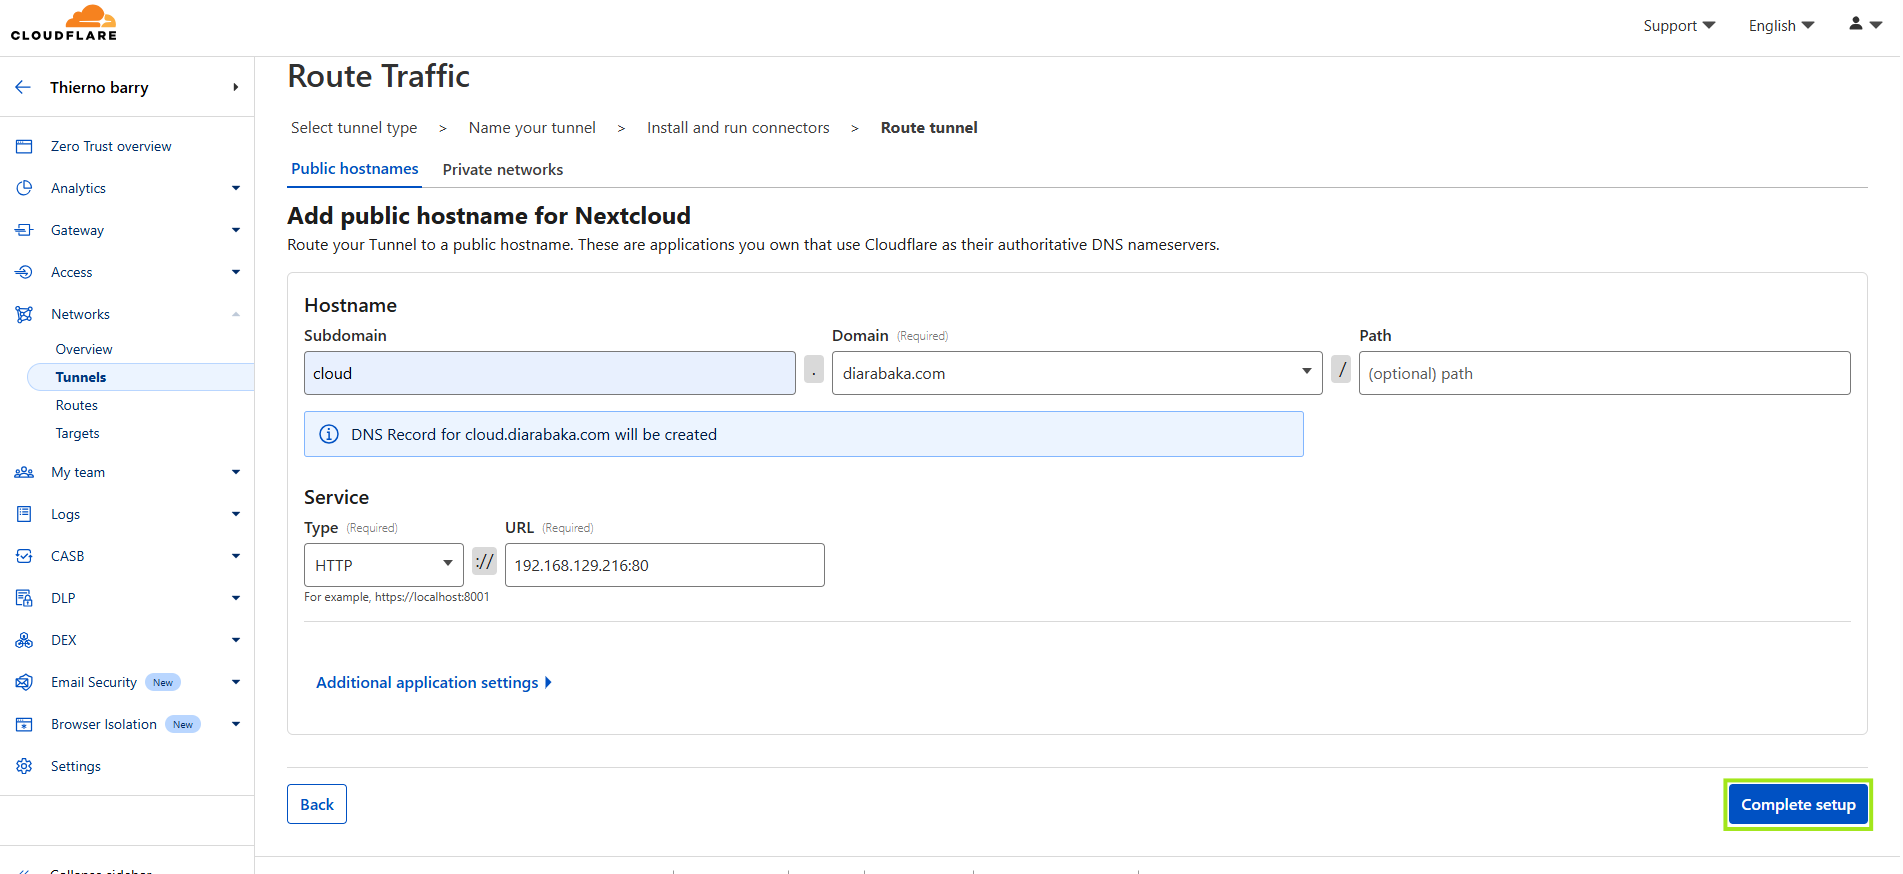 CLOUDFLARE
Support
English
Thierno barry
Zero Trust overview
Analytics
Gateway
Access
Networks
Overview
Tunnels
Routes
Targets
My team
Logs
CASB
DLP
DEX
Email Security New
Browser Isolation New
Settings
Collapse sidebar
Route Traffic
Select tunnel type > Name your tunnel > Install and run connectors > Route tunnel
Public hostnames Private networks
Add public hostname for Nextcloud
Route your Tunnel to a public hostname. These are applications you own that use Cloudflare as their authoritative DNS nameservers.
Hostname
Subdomain Domain (Required) Path
cloud . diarabaka.com / (optional) path
DNS Record for cloud.diarabaka.com will be created
Service
Type (Required) URL (Required)
HTTP :// 192.168.129.216:80
For example, https://localhost:8001
Additional application settings
Back Complete setup